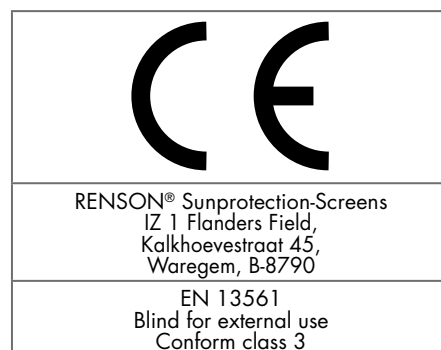 CE
RENSON® Sunprotection-Screens
IZ 1 Flanders Field,
Kalkhoevestraat 45,
Waregem, B-8790
EN 13561
Blind for external use
Conform class 3